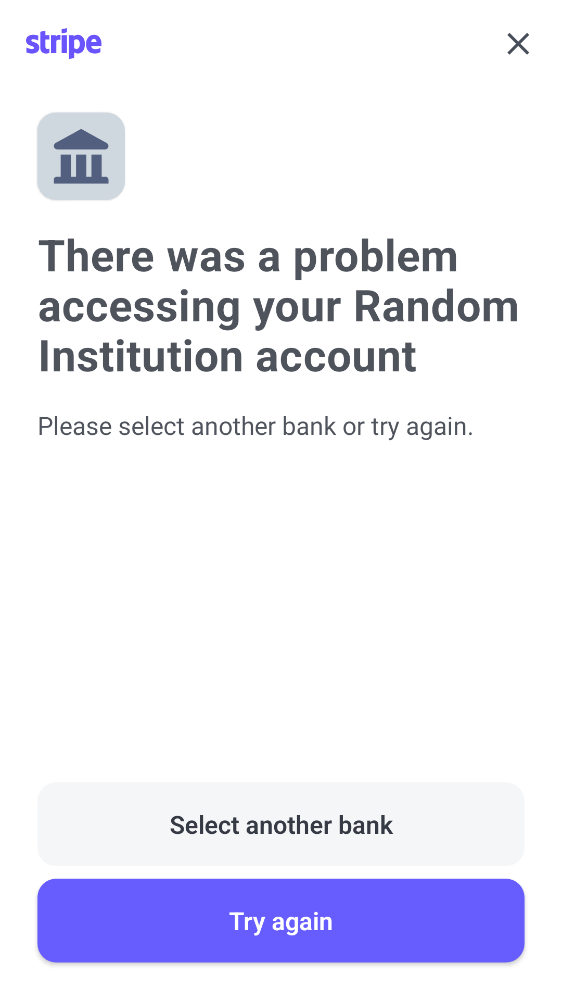 stripe
There was a problem
accessing your Random
Institution account
Please select another bank or try again.
Select another bank
Try again